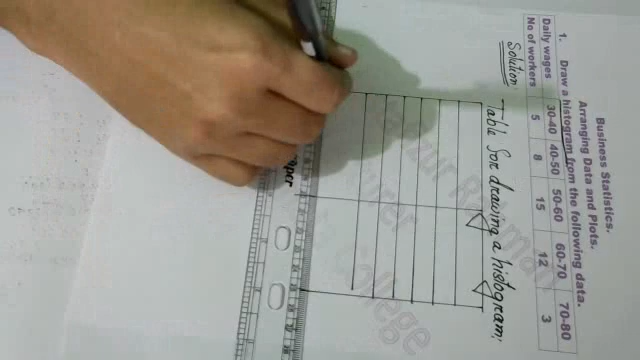 Business Statistics.
Arranging Data and Plots.
1. Draw a histogram from the following data.
Daily wages 30-40 40-50 50-60 60-70 70-80
No of workers 5 8 15 12 3
Solution: Table for drawing a histogram: